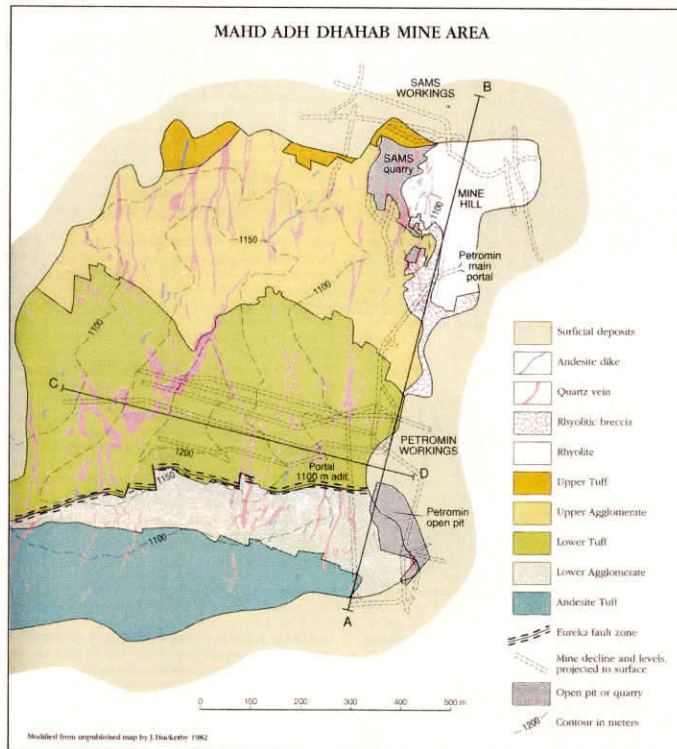 MAHD ADH DHAHAB MINE AREA
SAMS
WORKINGS
B
SAMS
quarry
MINE
HILL
1100
1150
Petromin
main
portal
1100
1100
C
1200
PETROMIN
WORKINGS
Portal
1100 m adit
D
1150
Petromin
open pit
1100
A
Surficial deposits
Andesite dike
Quartz vein
Rhyolitic breccia
Rhyolite
Upper Tuff
Upper Agglomerate
Lower Tuff
Lower Agglomerate
Andesite Tuff
Eureka fault zone
Mine decline and levels,
projected to surface
Open pit or quarry
1200 Contour in meters
0 100 200 300 400 500 m
Modified from unpublished map by J. Huckerby 1982